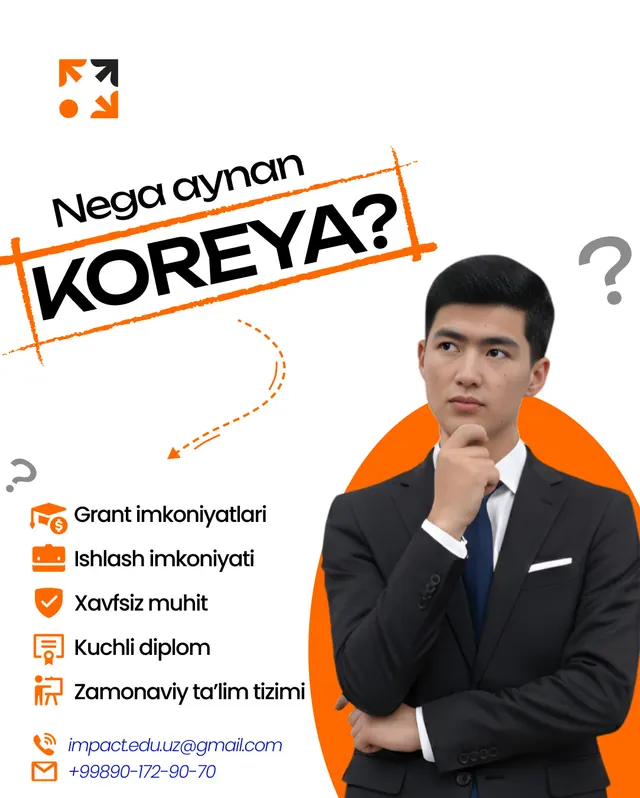 Nega aynan
KOREYA?
?
?
Grant imkoniyatlari
Ishlash imkoniyati
Xavfsiz muhit
Kuchli diplom
Zamonaviy ta’lim tizimi
impact.edu.uz@gmail.com
+99890-172-90-70